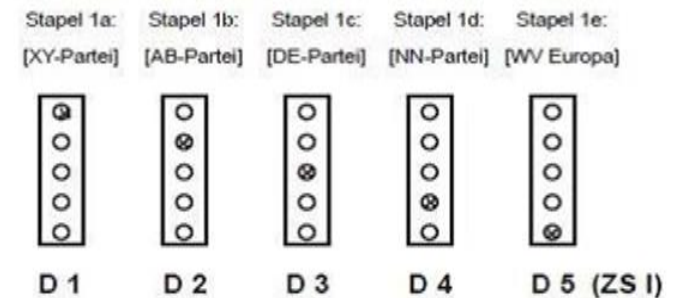 Stapel 1a: Stapel 1b: Stapel 1c: Stapel 1d: Stapel 1e:
[XY-Partei] [AB-Partei] [DE-Partei] [NN-Partei] [WV Europa]
D 1 D 2 D 3 D 4 D 5 (ZS I)